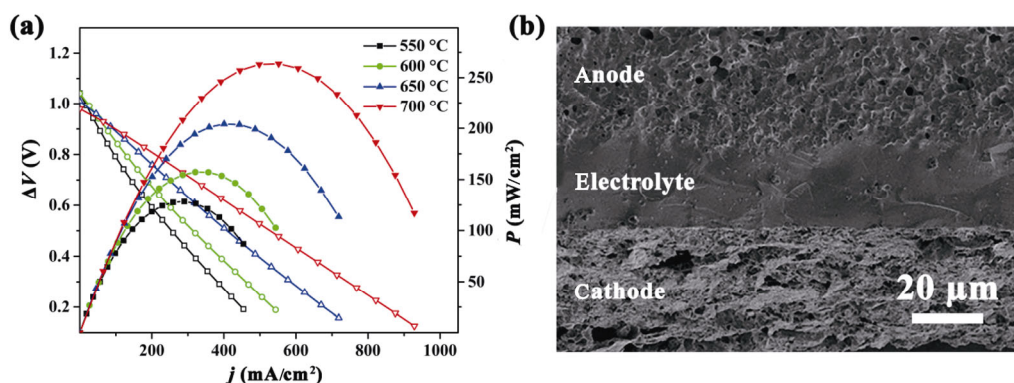 (a)
1.2
1.0
0.8
0.6
0.4
0.2
ΔV (V)
550 °C
600 °C
650 °C
700 °C
250
200
150
100
50
P (mW/cm²)
200 400 600 800 1000
j (mA/cm²)
(b)
Anode
Electrolyte
Cathode
20 μm